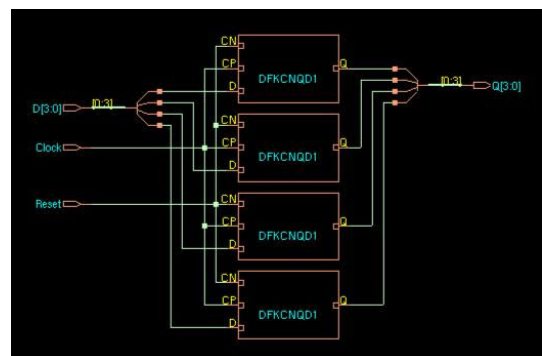 CN
CP
D
DFKCNQD1
Q
D[3:0]
[0:3]
[0:3]
Q[3:0]
CN
CP
D
DFKCNQD1
Q
Clock
CN
CP
D
DFKCNQD1
Q
Reset
CN
CP
D
DFKCNQD1
Q